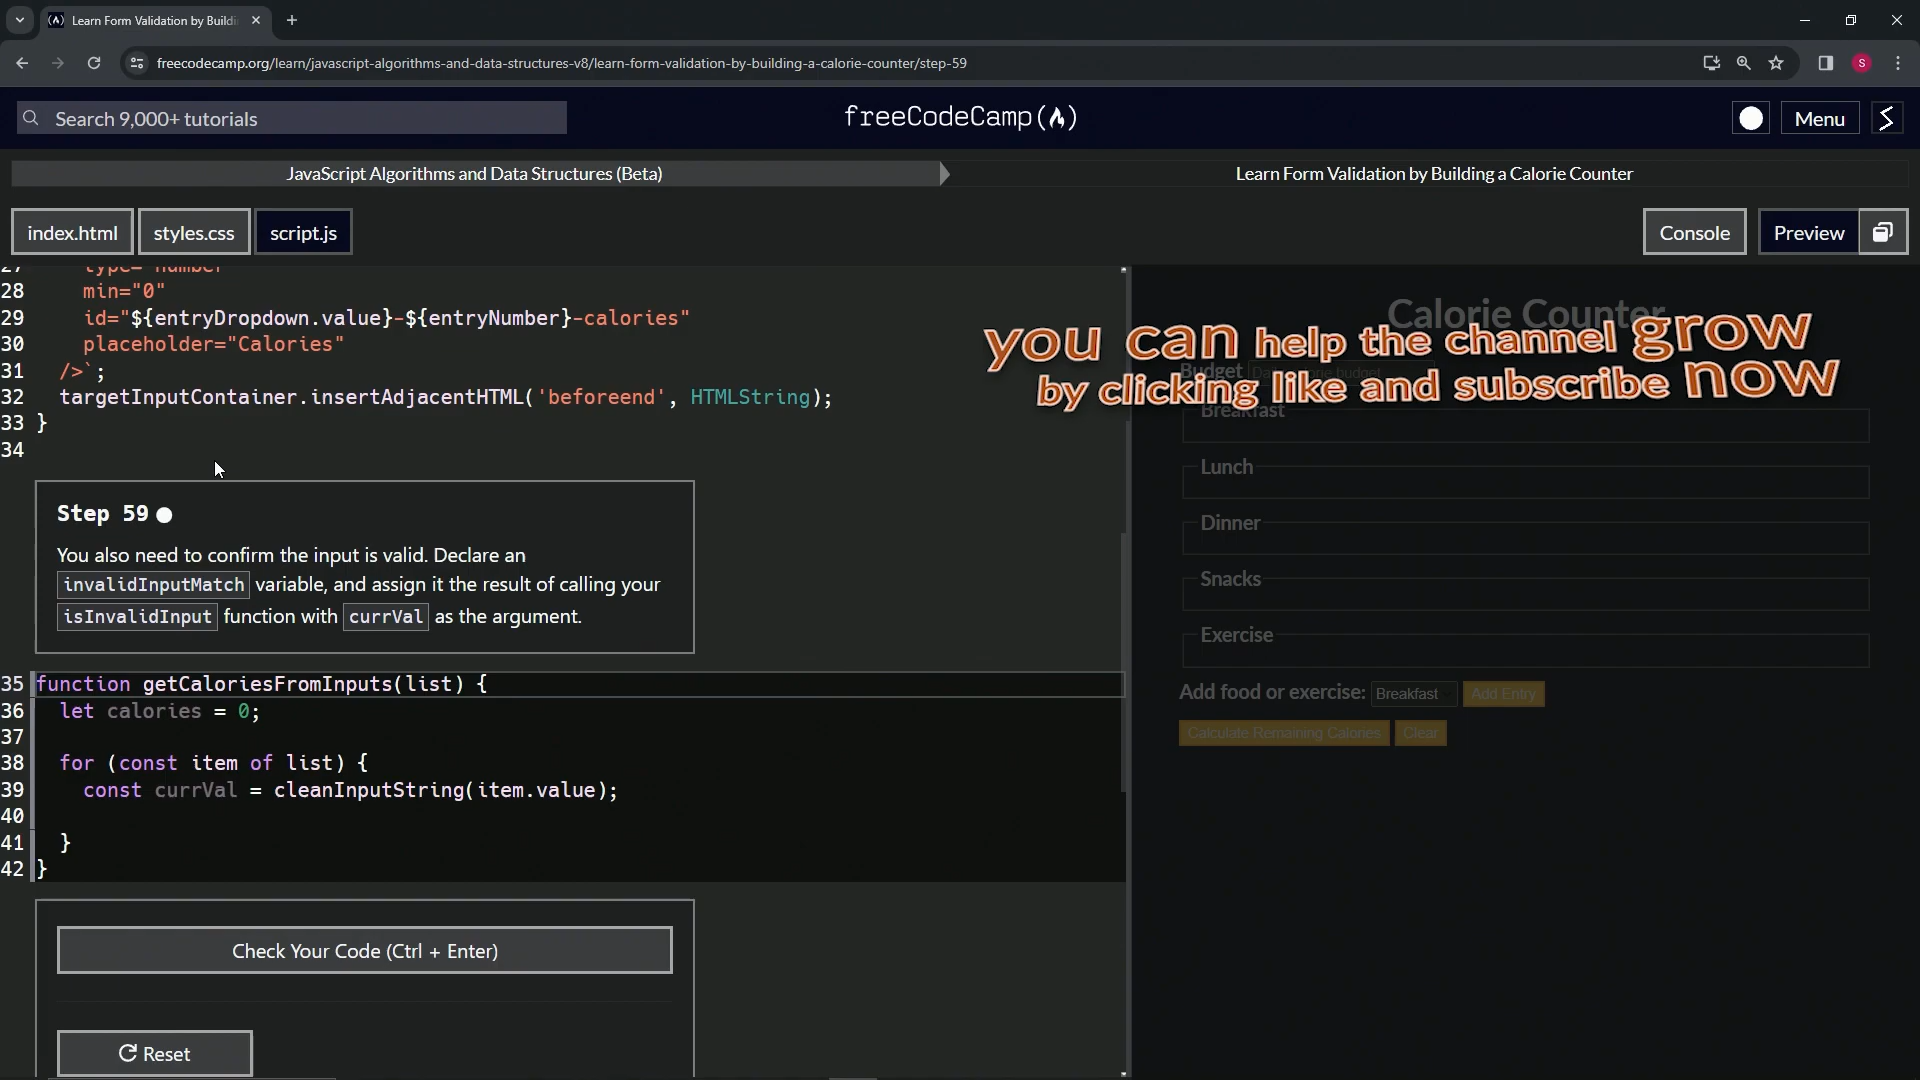 Learn Form Validation by Buildi
freecodecamp.org/learn/javascript-algorithms-and-data-structures-v8/learn-form-validation-by-building-a-calorie-counter/step-59
S
Search 9,000+ tutorials
freeCodeCamp(🔥)
Menu
JavaScript Algorithms and Data Structures (Beta)
Learn Form Validation by Building a Calorie Counter
index.html
styles.css
script.js
Console
Preview
27 type="number"
28 min="0"
29 id="${entryDropdown.value}-${entryNumber}-calories"
30 placeholder="Calories"
31 />`;
32 targetInputContainer.insertAdjacentHTML('beforeend', HTMLString);
33 }
34
Step 59
You also need to confirm the input is valid. Declare an
invalidInputMatch variable, and assign it the result of calling your
isInvalidInput function with currVal as the argument.
35 function getCaloriesFromInputs(list) {
36 let calories = 0;
37
38 for (const item of list) {
39 const currVal = cleanInputString(item.value);
40
41 }
42 }
Check Your Code (Ctrl + Enter)
Reset
Calorie Counter
you can help the channel grow
by clicking like and subscribe now
Budget
Breakfast
Lunch
Dinner
Snacks
Exercise
Add food or exercise: Breakfast Add Entry
Calculate Remaining Calories Clear